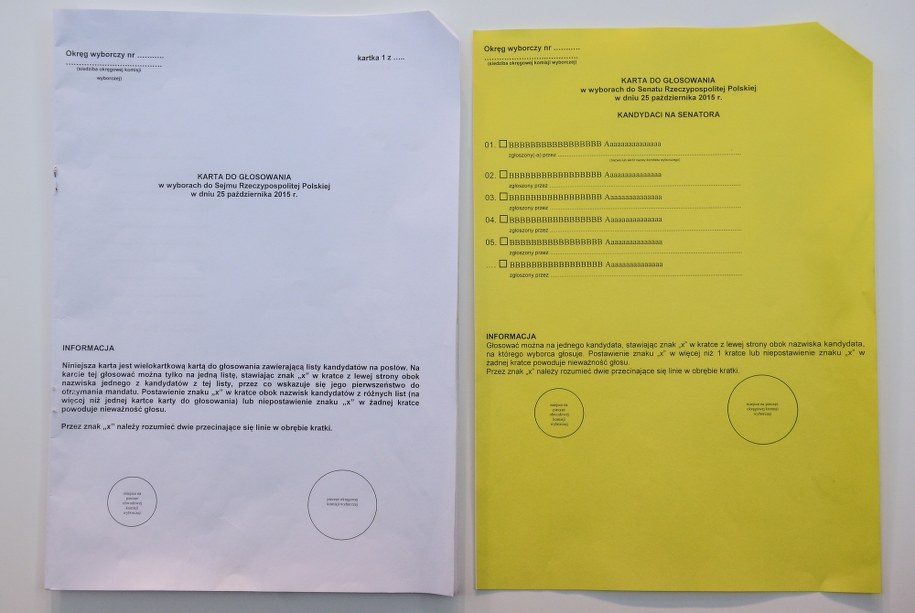 Okręg wyborczy nr ...........
(siedziba okręgowej komisji
wyborczej)
kartka 1 z .....
KARTA DO GŁOSOWANIA
w wyborach do Sejmu Rzeczypospolitej Polskiej
w dniu 25 października 2015 r.
INFORMACJA
Niniejsza karta jest wielokartkową kartą do głosowania zawierającą listy kandydatów na posłów. Na
karcie tej głosować można tylko na jedną listę, stawiając znak „x” w kratce z lewej strony obok
nazwiska jednego z kandydatów z tej listy, przez co wskazuje się jego pierwszeństwo do
otrzymania mandatu. Postawienie znaku „x” w kratce obok nazwisk kandydatów z różnych list (na
więcej niż jednej kartce karty do głosowania) lub niepostawienie znaku „x” w żadnej kratce
powoduje nieważność głosu.
Przez znak „x” należy rozumieć dwie przecinające się linie w obrębie kratki.
Okręg wyborczy nr ...........
(siedziba okręgowej komisji wyborczej)
KARTA DO GŁOSOWANIA
w wyborach do Senatu Rzeczypospolitej Polskiej
w dniu 25 października 2015 r.
KANDYDACI NA SENATORA
01. BBBBBBBBBBBBBBBBB Aaaaaaaaaaaaaa
zgłoszony(-a) przez
02. BBBBBBBBBBBBBBBBB Aaaaaaaaaaaaaa
zgłoszony przez
03. BBBBBBBBBBBBBBBBB Aaaaaaaaaaaaaa
zgłoszony przez
04. BBBBBBBBBBBBBBBBB Aaaaaaaaaaaaaa
zgłoszony przez
05. BBBBBBBBBBBBBBBBB Aaaaaaaaaaaaaa
zgłoszony przez
.... BBBBBBBBBBBBBBBBB Aaaaaaaaaaaaaa
zgłoszony przez
INFORMACJA
Głosować można na jednego kandydata, stawiając znak „x” w kratce z lewej strony obok nazwiska kandydata,
na którego wyborca głosuje. Postawienie znaku „x” w więcej niż 1 kratce lub niepostawienie znaku „x” w
żadnej kratce powoduje nieważność głosu.
Przez znak „x” należy rozumieć dwie przecinające się linie w obrębie kratki.